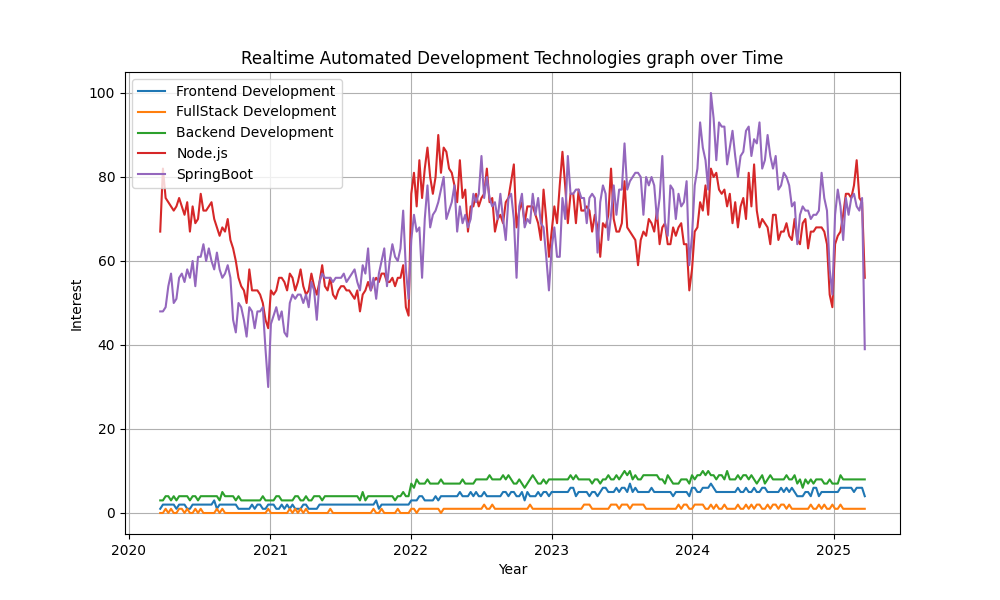 Realtime Automated Development Technologies graph over Time
Frontend Development
FullStack Development
Backend Development
Node.js
SpringBoot
100
80
60
40
20
0
Interest
2020 2021 2022 2023 2024 2025
Year